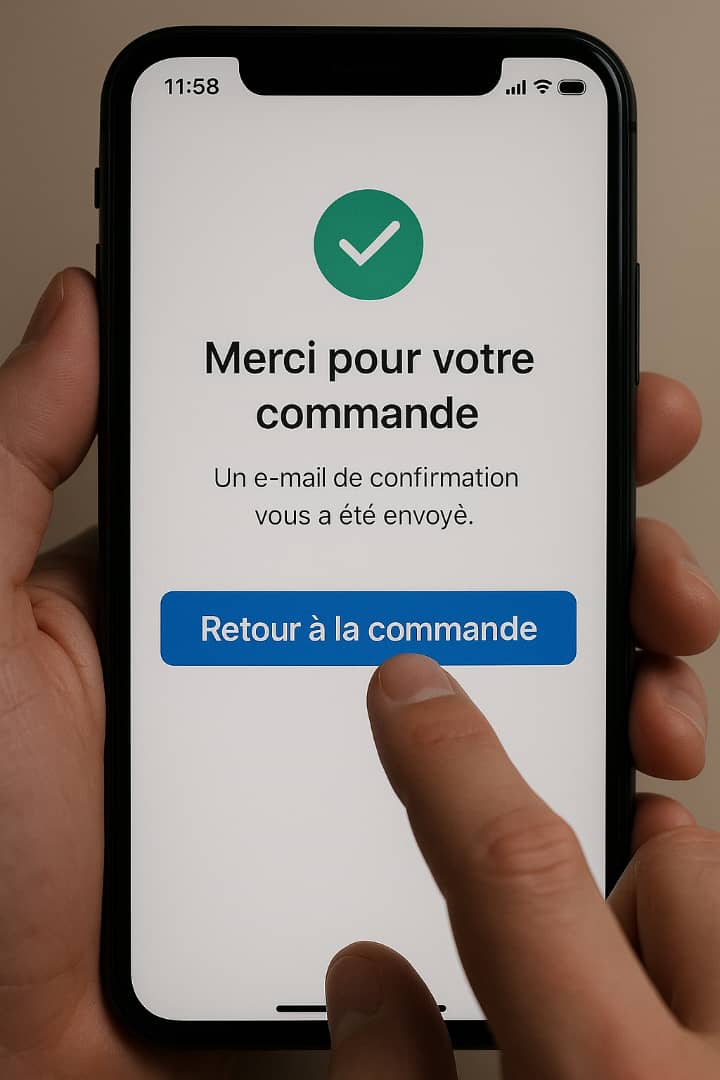 11:58
Merci pour votre
commande
Un e-mail de confirmation
vous a été envoyè.
Retour à la commande